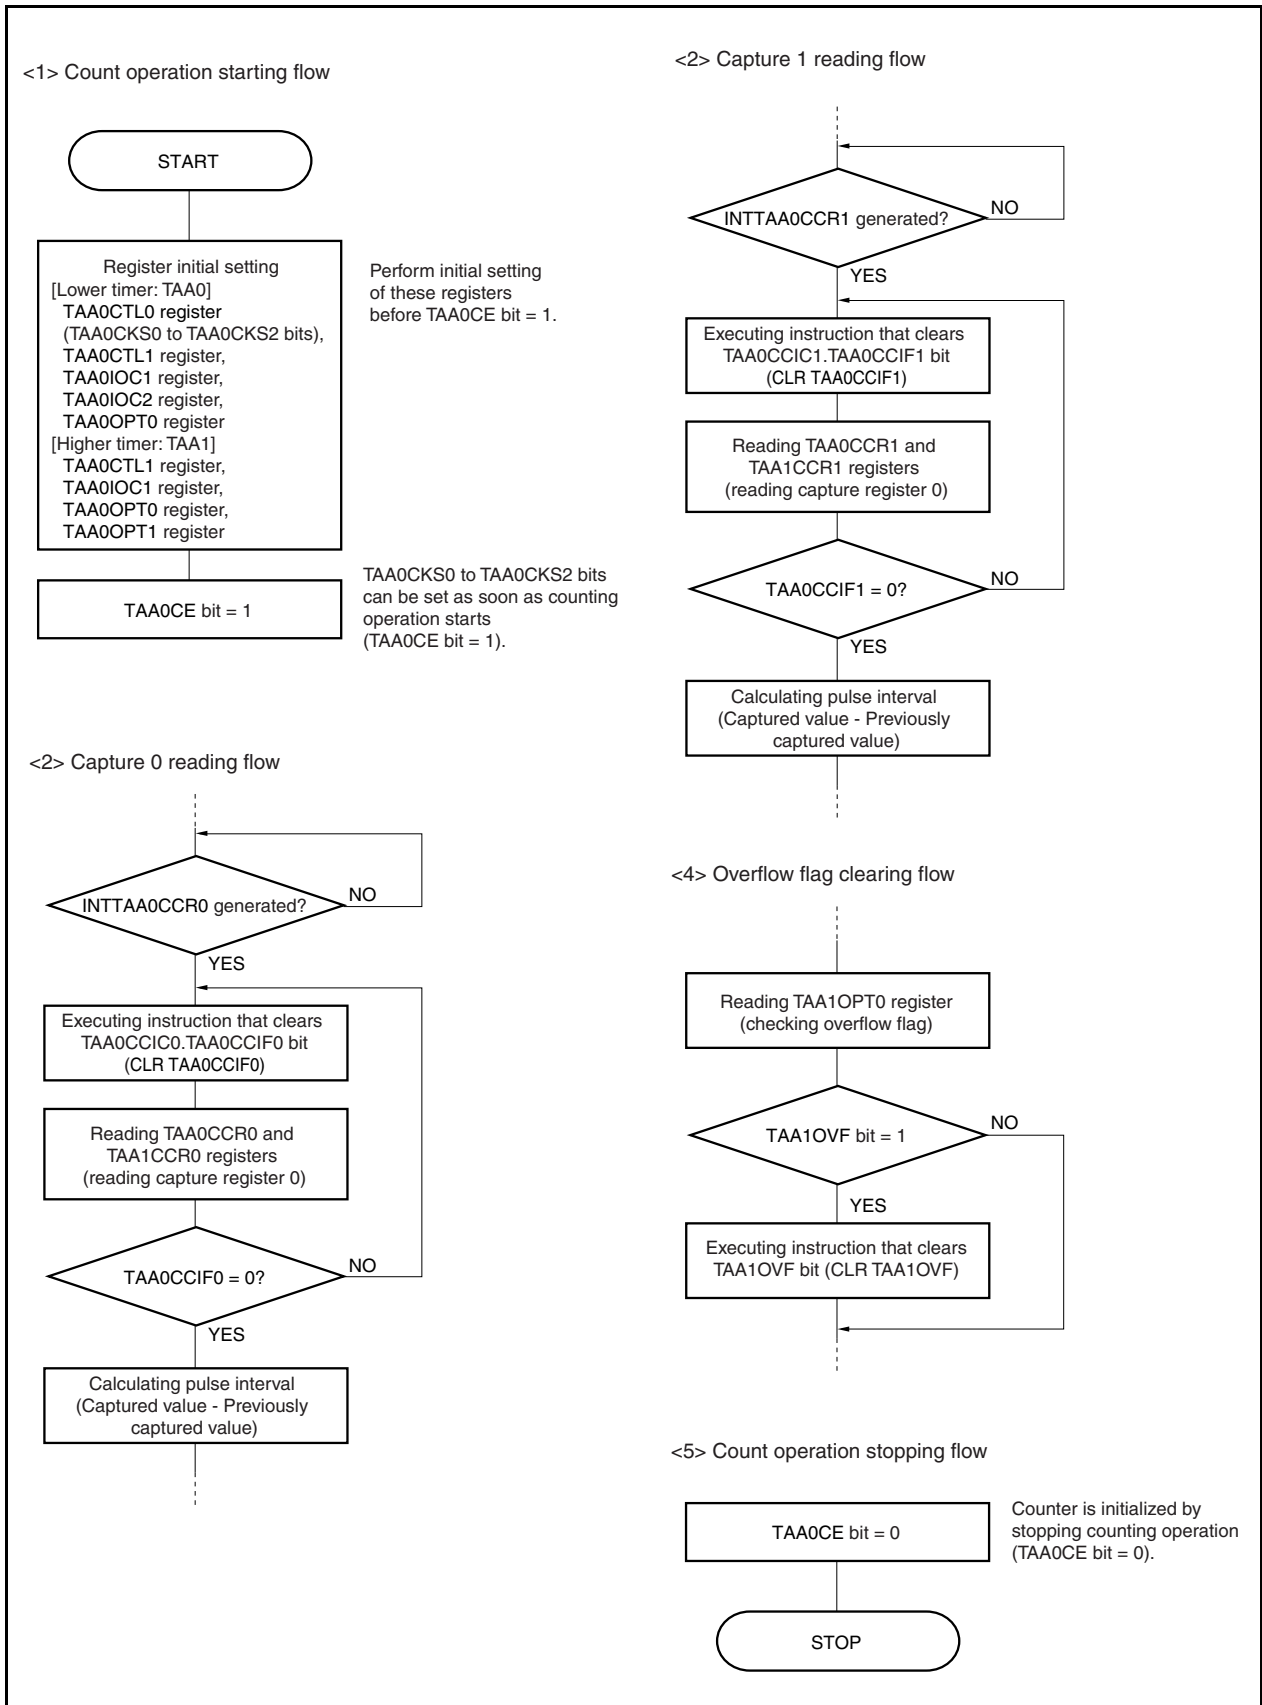 <1> Count operation starting flow
START
Register initial setting
[Lower timer: TAA0]
TAA0CTL0 register
(TAA0CKS0 to TAA0CKS2 bits),
TAA0CTL1 register,
TAA0IOC1 register,
TAA0IOC2 register,
TAA0OPT0 register
[Higher timer: TAA1]
TAA0CTL1 register,
TAA0IOC1 register,
TAA0OPT0 register,
TAA0OPT1 register
Perform initial setting
of these registers
before TAA0CE bit = 1.
TAA0CE bit = 1
TAA0CKS0 to TAA0CKS2 bits
can be set as soon as counting
operation starts
(TAA0CE bit = 1).
<2> Capture 0 reading flow
INTTAA0CCR0 generated?
NO
YES
Executing instruction that clears
TAA0CCIC0.TAA0CCIF0 bit
(CLR TAA0CCIF0)
Reading TAA0CCR0 and
TAA1CCR0 registers
(reading capture register 0)
TAA0CCIF0 = 0?
NO
YES
Calculating pulse interval
(Captured value - Previously
captured value)
<2> Capture 1 reading flow
INTTAA0CCR1 generated?
NO
YES
Executing instruction that clears
TAA0CCIC1.TAA0CCIF1 bit
(CLR TAA0CCIF1)
Reading TAA0CCR1 and
TAA1CCR1 registers
(reading capture register 0)
TAA0CCIF1 = 0?
NO
YES
Calculating pulse interval
(Captured value - Previously
captured value)
<4> Overflow flag clearing flow
Reading TAA1OPT0 register
(checking overflow flag)
TAA1OVF bit = 1
NO
YES
Executing instruction that clears
TAA1OVF bit (CLR TAA1OVF)
<5> Count operation stopping flow
TAA0CE bit = 0
Counter is initialized by
stopping counting operation
(TAA0CE bit = 0).
STOP